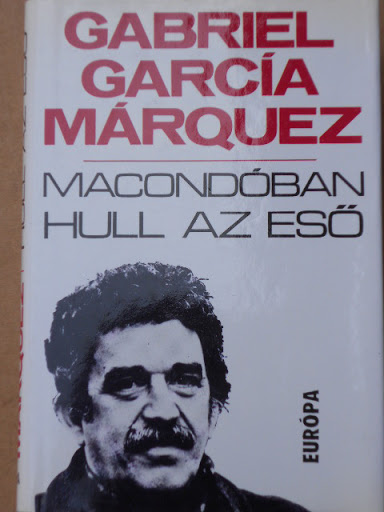 GABRIEL
GARCÍA
MÁRQUEZ
MACONDÓBAN
HULL AZ ESŐ
EURÓPA